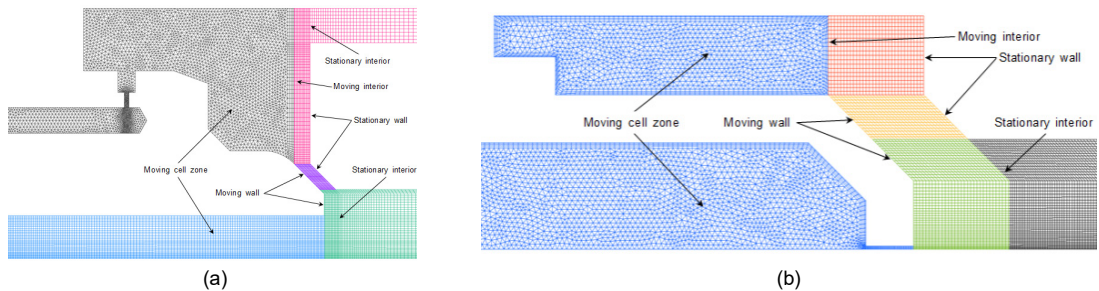 Stationary interior
Moving interior
Stationary wall
Moving cell zone
Stationary interior
Moving wall
(a)
Moving interior
Stationary wall
Moving cell zone
Moving wall
Stationary interior
(b)